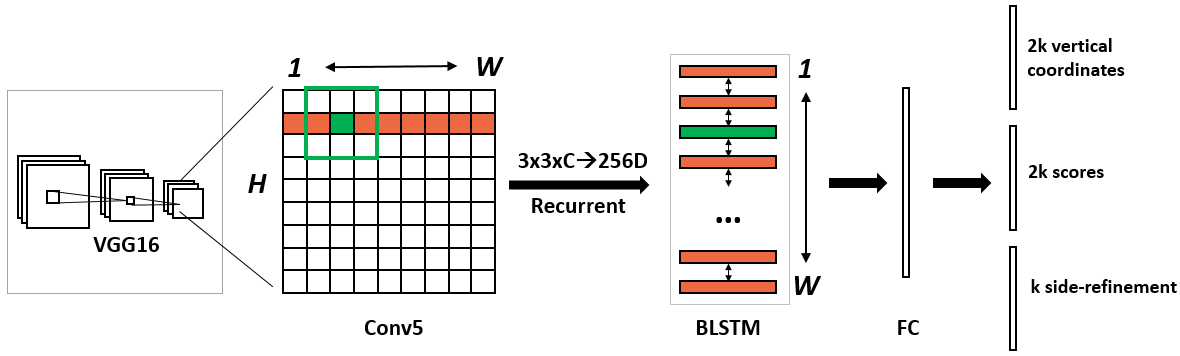 VGG16
1
W
H
Conv5
3x3xC→256D
Recurrent
...
BLSTM
1
W
FC
2k vertical
coordinates
2k scores
k side-refinement